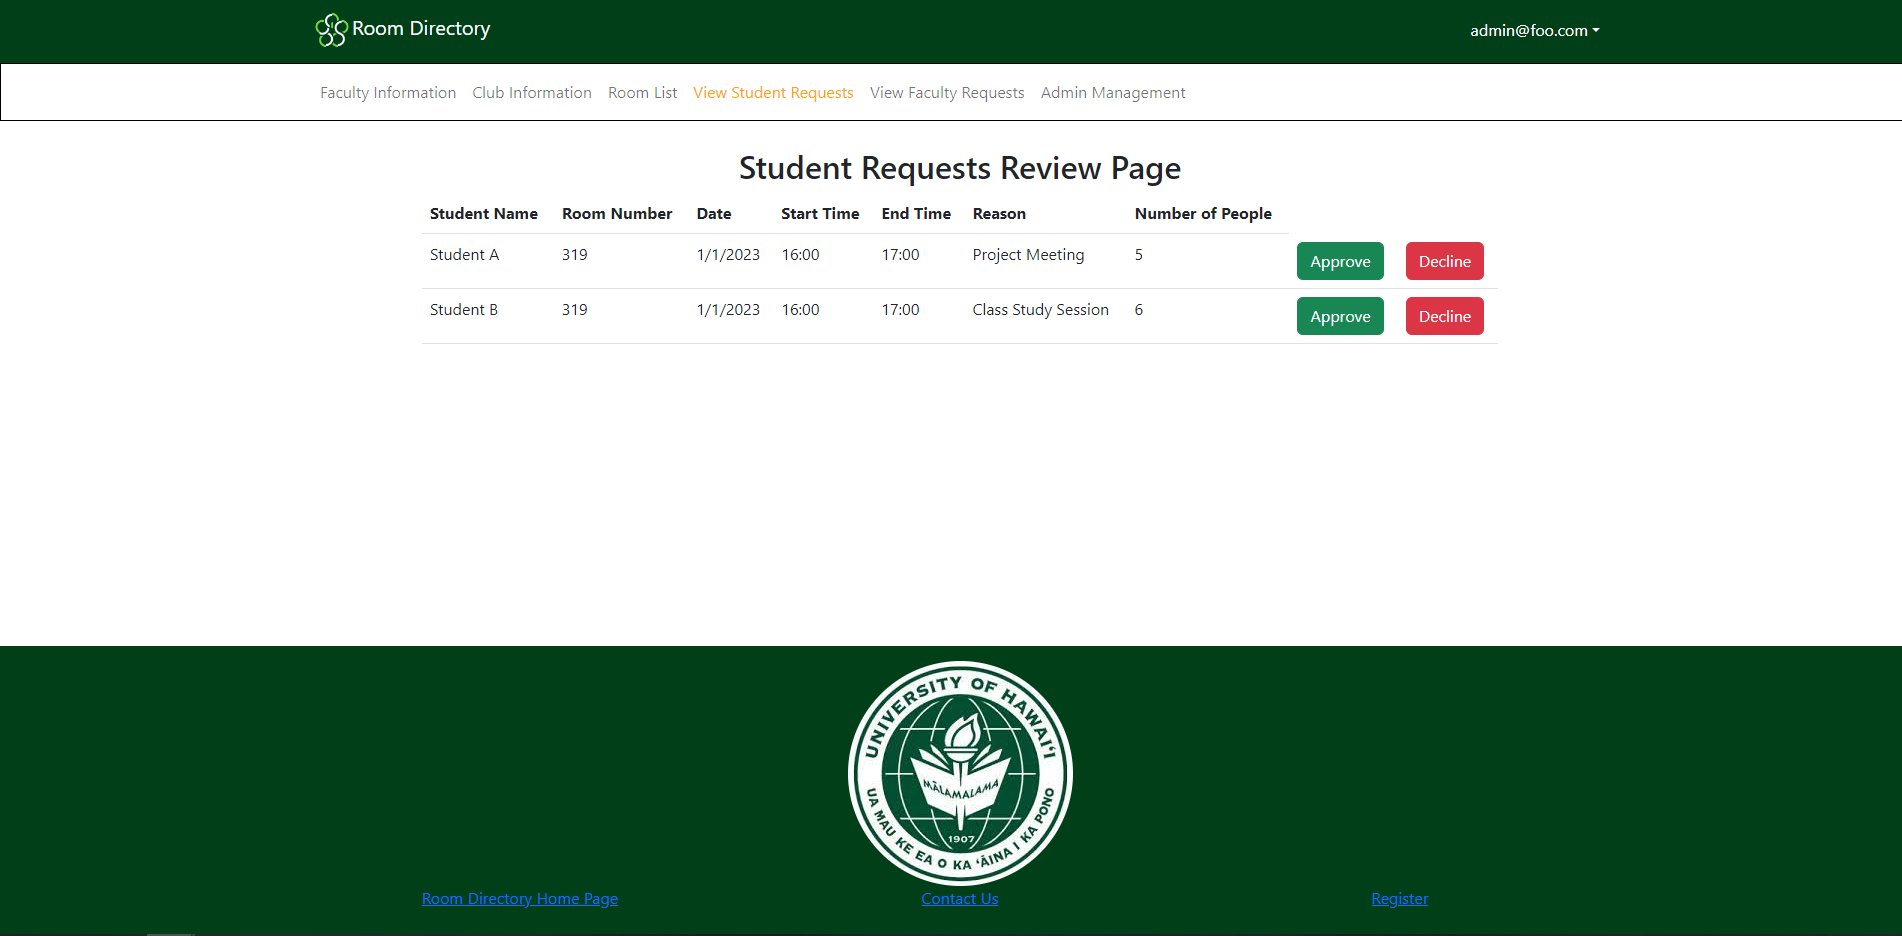 Room Directory
admin@foo.com
Faculty Information Club Information Room List View Student Requests View Faculty Requests Admin Management
Student Requests Review Page
Student Name Room Number Date Start Time End Time Reason Number of People
Student A 319 1/1/2023 16:00 17:00 Project Meeting 5 Approve Decline
Student B 319 1/1/2023 16:00 17:00 Class Study Session 6 Approve Decline
UNIVERSITY OF HAWAIʻI
MĀLAMALAMA
1907
UA MAU KE EA O KA ʻĀINA I KA PONO
Room Directory Home Page Contact Us Register